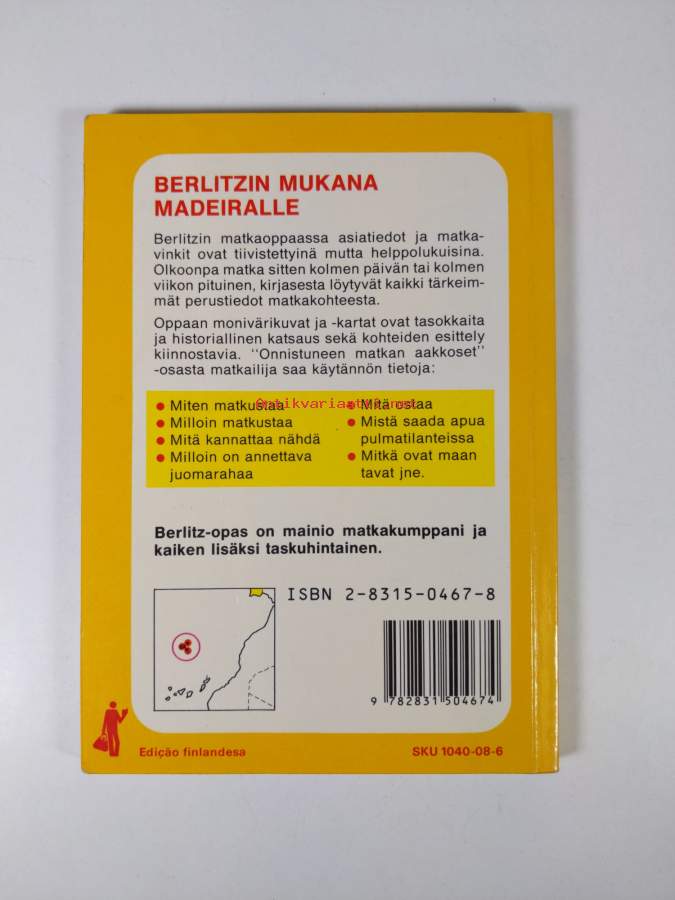 BERLITZIN MUKANA
MADEIRALLE
Berlitzin matkaoppaassa asiatiedot ja matka-
vinkit ovat tiivistettyinä mutta helppolukuisina.
Olkoonpa matka sitten kolmen päivän tai kolmen
viikon pituinen, kirjasesta löytyvät kaikki tärkeim-
mät perustiedot matkakohteesta.
Oppaan monivärikuvat ja -kartat ovat tasokkaita
ja historiallinen katsaus sekä kohteiden esittely
kiinnostavia. "Onnistuneen matkan aakkoset"
-osasta matkailija saa käytännön tietoja:
● Miten matkustaa
● Milloin matkustaa
● Mitä kannattaa nähdä
● Milloin on annettava
juomarahaa
● Mitä ostaa
● Mistä saada apua
pulmatilanteissa
● Mitkä ovat maan
tavat jne.
Antikvariaatti.net
Berlitz-opas on mainio matkakumppani ja
kaiken lisäksi taskuhintainen.
ISBN 2-8315-0467-8
9 782831 504674
Edição finlandesa
SKU 1040-08-6